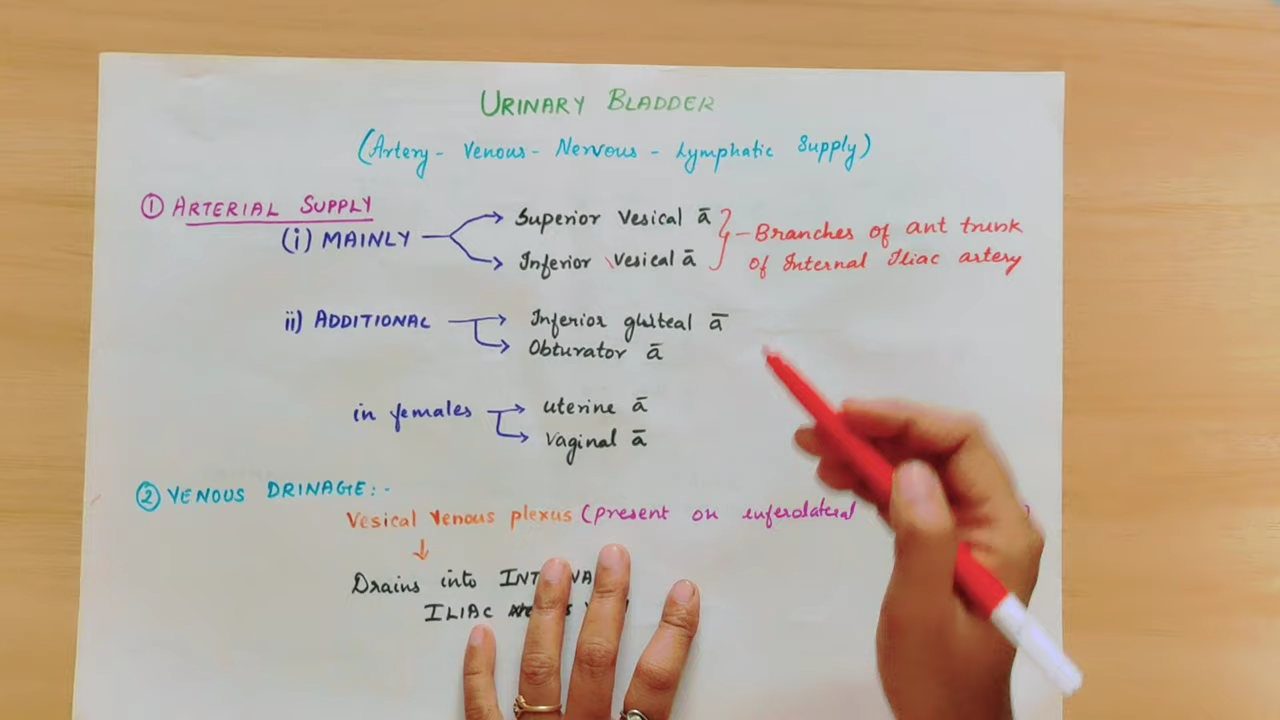 URINARY BLADDER
(Artery - Venous - Nervous - Lymphatic Supply)
① ARTERIAL SUPPLY
(i) MAINLY
Superior Vesical ā
Inferior Vesical ā
- Branches of ant trunk
of Internal Iliac artery
ii) ADDITIONAL
Inferior gluteal ā
Obturator ā
in females
uterine ā
vaginal ā
② VENOUS DRINAGE:-
Vesical Venous plexus (present on inferolateral
Drains into
ILIAC